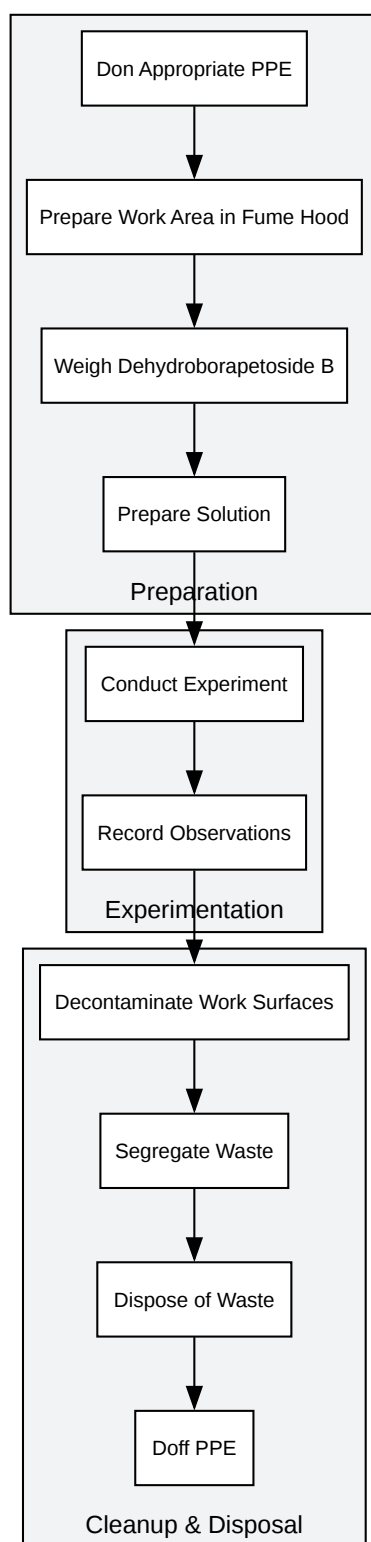 Don Appropriate PPE
Prepare Work Area in Fume Hood
Weigh Dehydroborapetoside B
Prepare Solution
Preparation
Conduct Experiment
Record Observations
Experimentation
Decontaminate Work Surfaces
Segregate Waste
Dispose of Waste
Doff PPE
Cleanup & Disposal